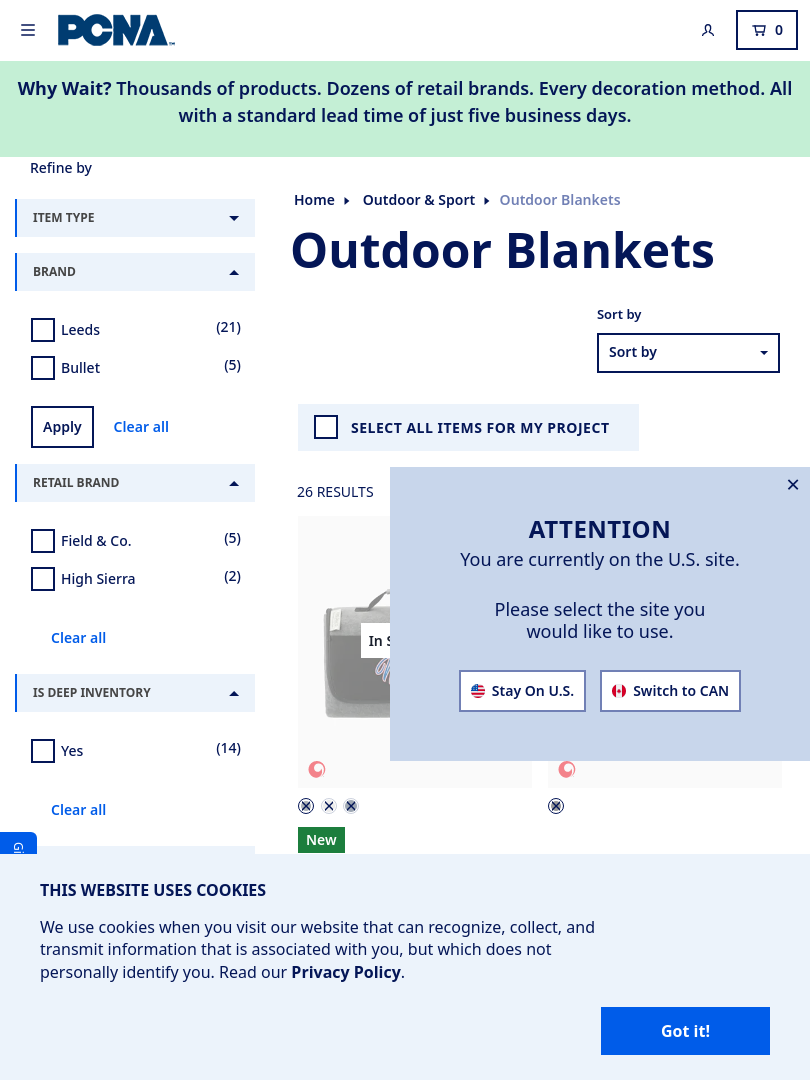 PCNA
0
Why Wait? Thousands of products. Dozens of retail brands. Every decoration method. All
with a standard lead time of just five business days.
Refine by
ITEM TYPE
BRAND
Leeds (21)
Bullet (5)
Apply Clear all
RETAIL BRAND
Field & Co. (5)
High Sierra (2)
Clear all
IS DEEP INVENTORY
Yes (14)
Clear all
Home Outdoor & Sport Outdoor Blankets
Outdoor Blankets
Sort by
Sort by
SELECT ALL ITEMS FOR MY PROJECT
26 RESULTS
In
ATTENTION
You are currently on the U.S. site.
Please select the site you
would like to use.
Stay On U.S. Switch to CAN
New
THIS WEBSITE USES COOKIES
We use cookies when you visit our website that can recognize, collect, and
transmit information that is associated with you, but which does not
personally identify you. Read our Privacy Policy.
Got it!